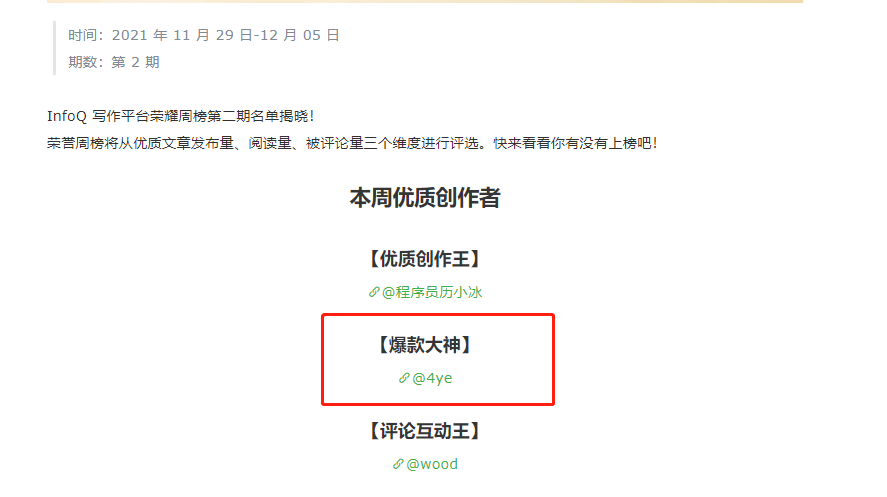 时间：2021 年 11 月 29 日-12 月 05 日
期数：第 2 期
InfoQ 写作平台荣耀周榜第二期名单揭晓！
荣誉周榜将从优质文章发布量、阅读量、被评论量三个维度进行评选。快来看看你有没有上榜吧！
本周优质创作者
【优质创作王】
@程序员历小冰
【爆款大神】
@4ye
【评论互动王】
@wood